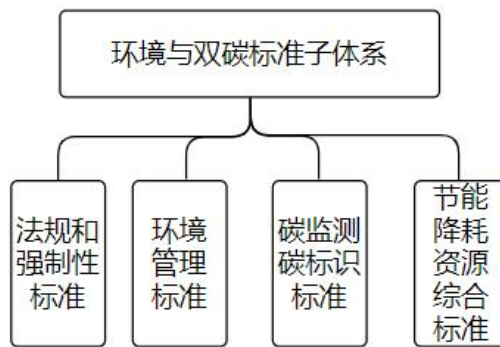 环境与双碳标准子体系
法规和
强制性
标准
环境
管理
标准
碳监测
碳标识
标准
节能
降耗
资源
综合
标准